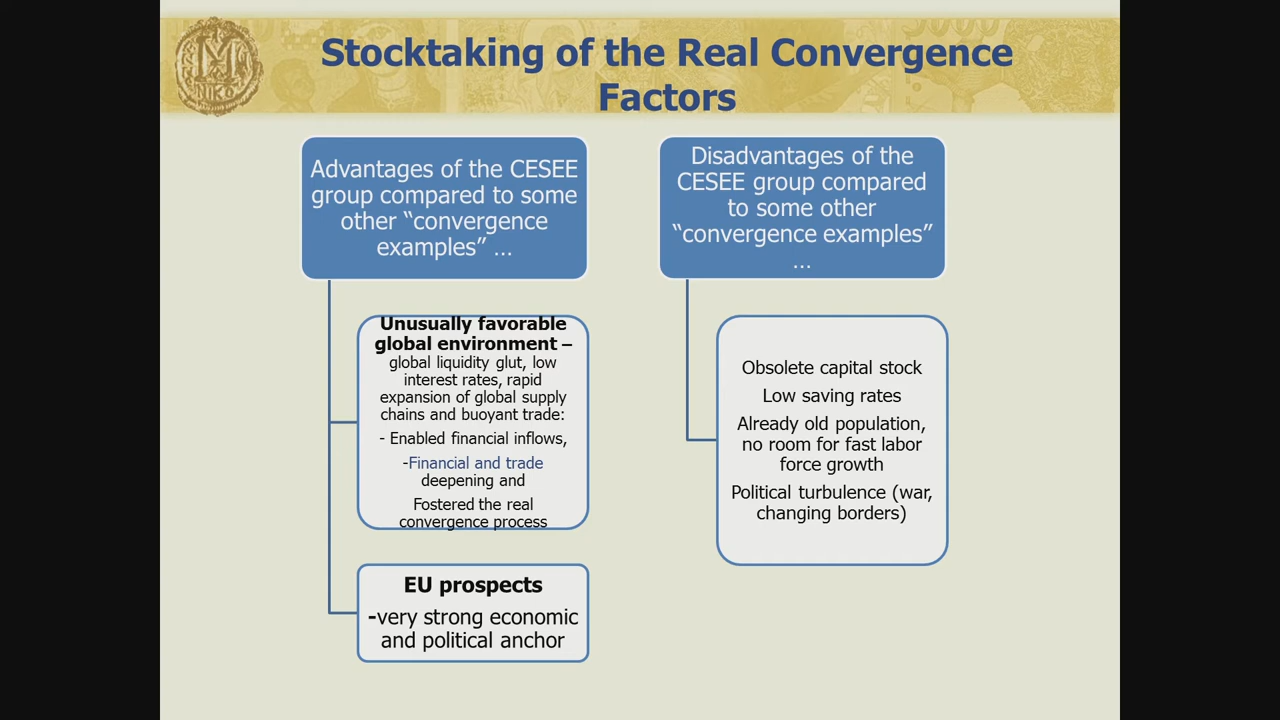 Stocktaking of the Real Convergence
Factors
Advantages of the CESEE
group compared to some
other “convergence
examples” …
Unusually favorable
global environment –
global liquidity glut, low
interest rates, rapid
expansion of global supply
chains and buoyant trade:
- Enabled financial inflows,
-Financial and trade
deepening and
Fostered the real
convergence process
EU prospects
-very strong economic
and political anchor
Disadvantages of the
CESEE group compared
to some other
“convergence examples”
…
Obsolete capital stock
Low saving rates
Already old population,
no room for fast labor
force growth
Political turbulence (war,
changing borders)